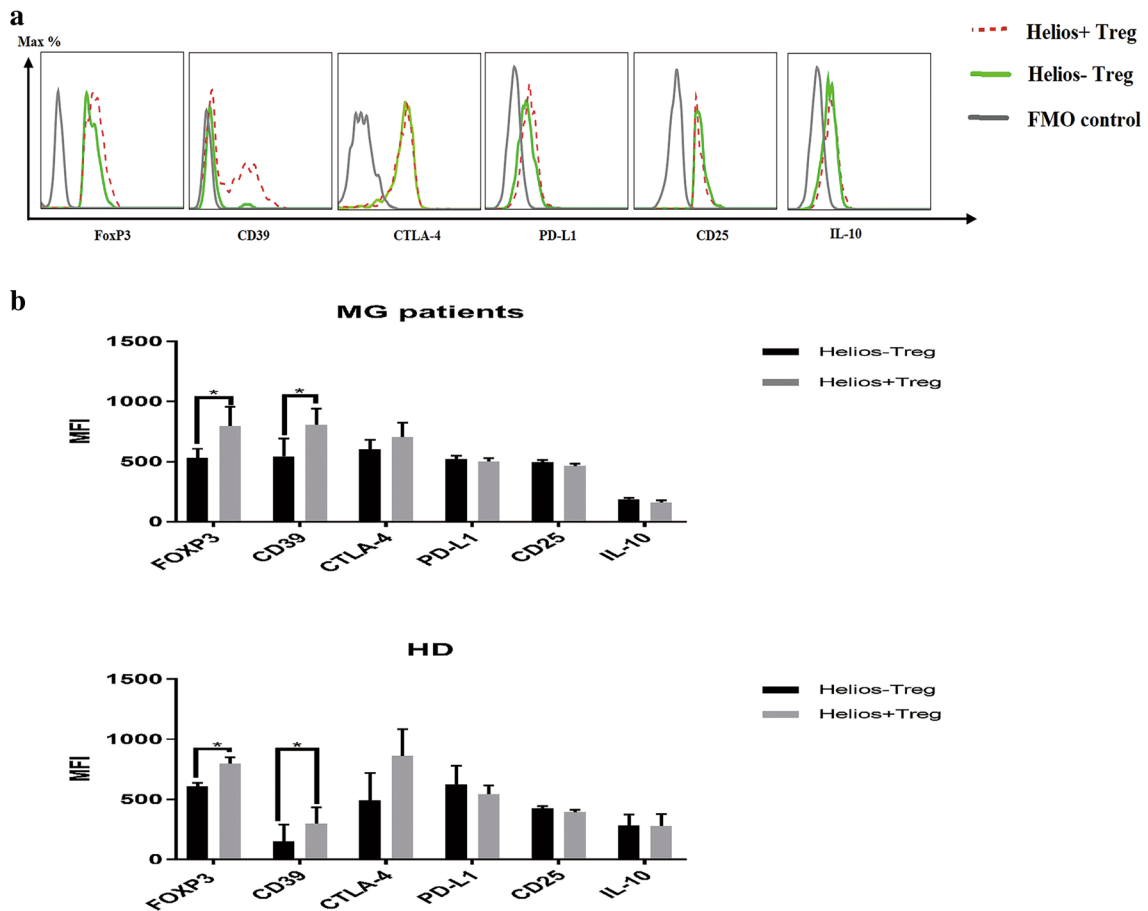 a
Max %
Helios+ Treg
Helios- Treg
FMO control
FoxP3 CD39 CTLA-4 PD-L1 CD25 IL-10
b
MG patients
1500
1000
500
0
MFI
* *
Helios-Treg
Helios+Treg
FOXP3 CD39 CTLA-4 PD-L1 CD25 IL-10
HD
1500
1000
500
0
MFI
* *
Helios-Treg
Helios+Treg
FOXP3 CD39 CTLA-4 PD-L1 CD25 IL-10